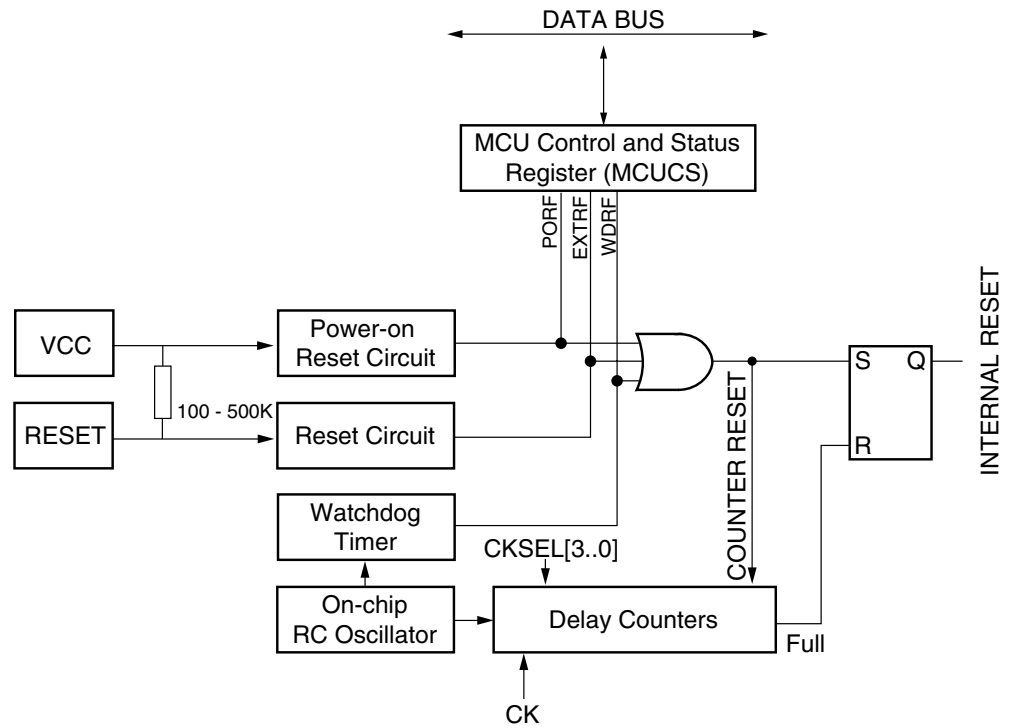 DATA BUS
MCU Control and Status
Register (MCUCS)
PORF
EXTRF
WDRF
VCC
Power-on
Reset Circuit
100 - 500K
RESET
Reset Circuit
S
Q
R
INTERNAL RESET
COUNTER RESET
Watchdog
Timer
CKSEL[3..0]
On-chip
RC Oscillator
Delay Counters
Full
CK